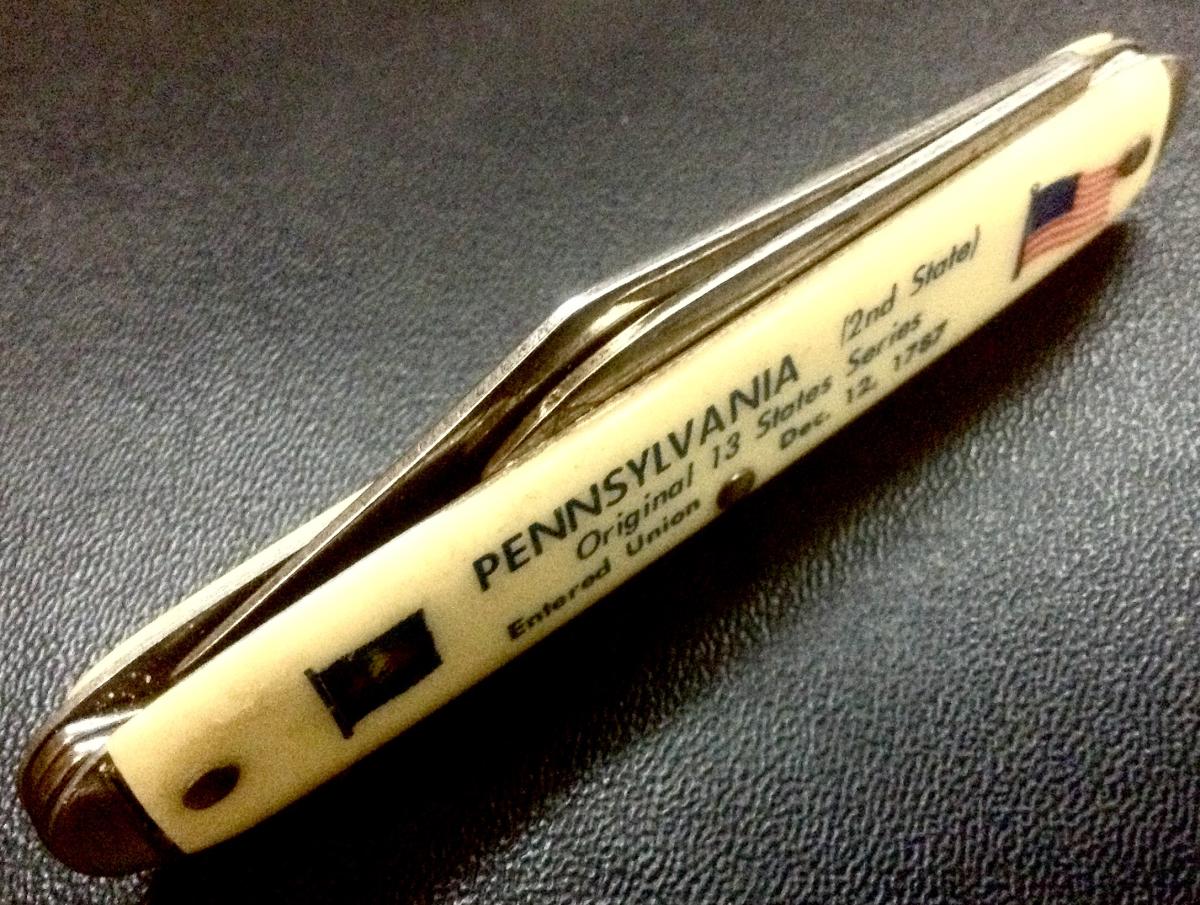 PENNSYLVANIA (2nd State)
Original 13 States Series
Entered Union Dec. 12, 1787